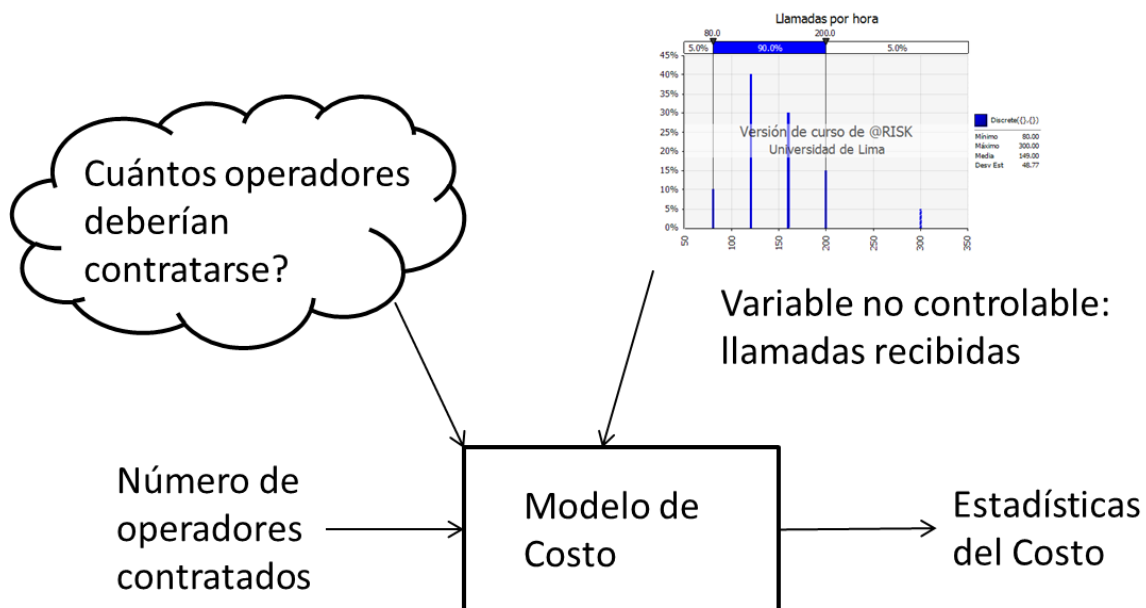 Llamadas por hora
80.0 200.0
5.0% 90.0% 5.0%
45%
40%
35%
30%
25%
20%
15%
10%
5%
0%
50 100 150 200 250 300 350
Versión de curso de @RISK
Universidad de Lima
Discrete({}.{})
Mínimo 80.00
Máximo 300.00
Media 149.00
Desv Est 48.77
Cuántos operadores
deberían
contratarse?
Variable no controlable:
llamadas recibidas
Número de
operadores
contratados
Modelo de
Costo
Estadísticas
del Costo